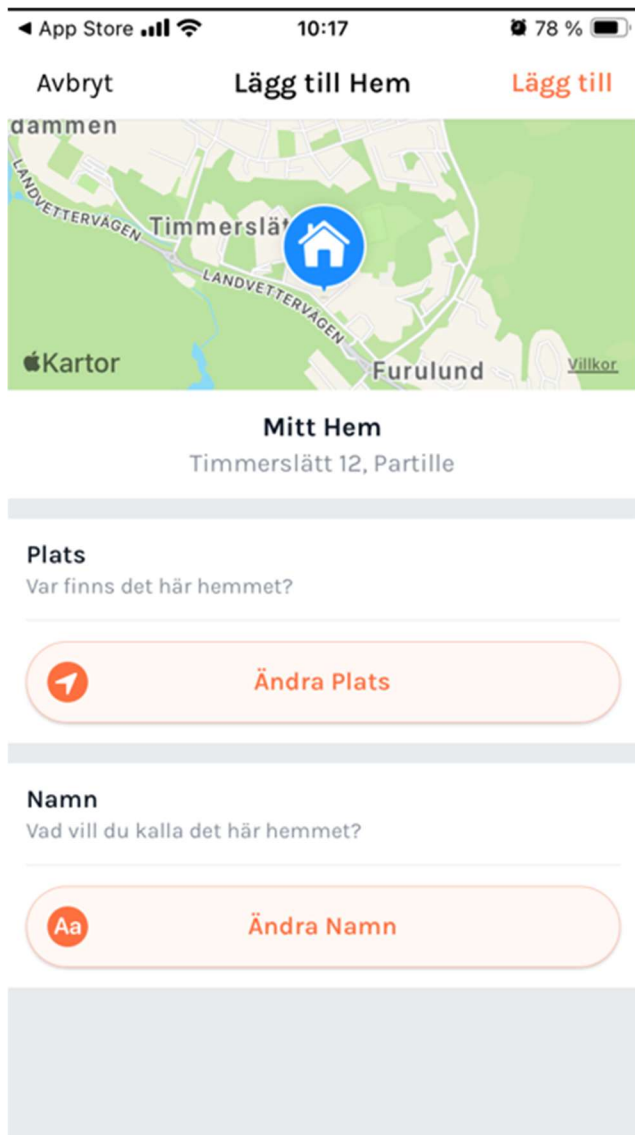 App Store 10:17 78 %
Avbryt Lägg till Hem Lägg till
dammen
LANDVETTERVÄGEN
Timmerslät
LANDVETTERVÄGEN
Kartor
Furulund
Villkor
Mitt Hem
Timmerslätt 12, Partille
Plats
Var finns det här hemmet?
Ändra Plats
Namn
Vad vill du kalla det här hemmet?
Aa Ändra Namn